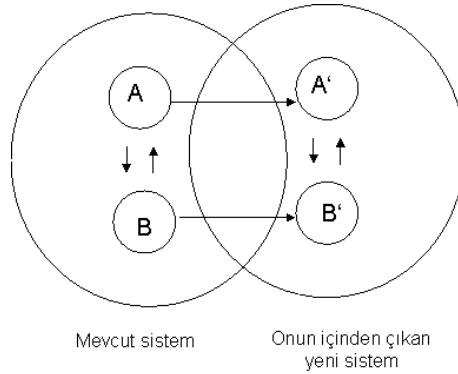 A A‘
B B‘
Mevcut sistem
Onun içinden çıkan
yeni sistem